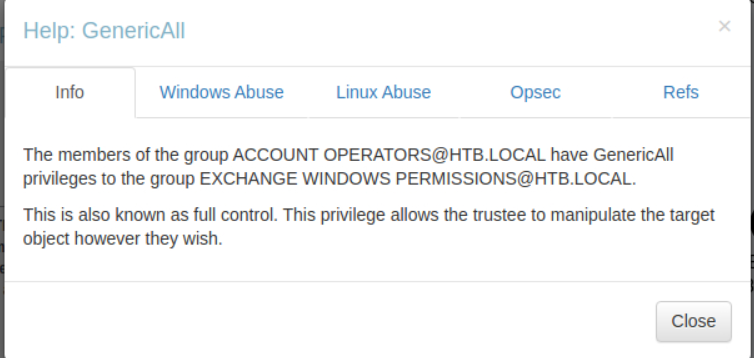 Help: GenericAll
×
Info Windows Abuse Linux Abuse Opsec Refs
The members of the group ACCOUNT OPERATORS@HTB.LOCAL have GenericAll
privileges to the group EXCHANGE WINDOWS PERMISSIONS@HTB.LOCAL.
This is also known as full control. This privilege allows the trustee to manipulate the target
object however they wish.
Close